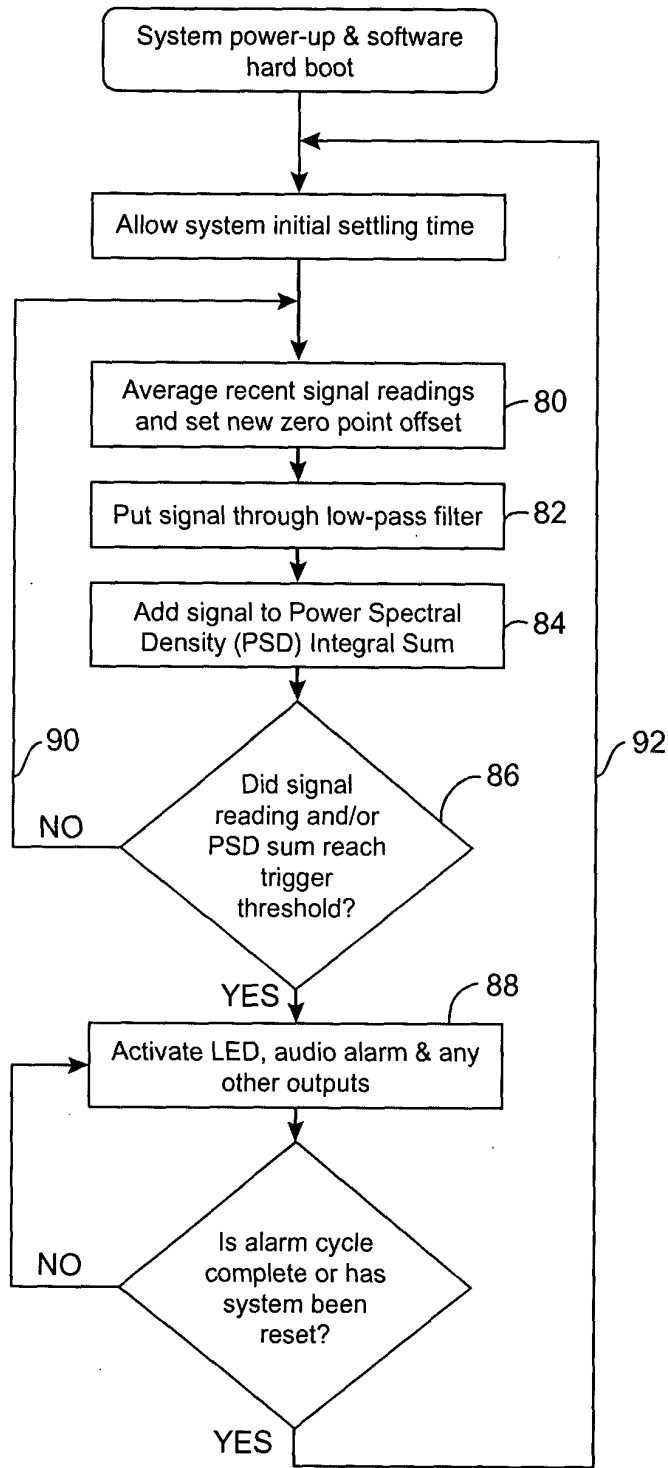 System power-up & software
hard boot
Allow system initial settling time
Average recent signal readings
and set new zero point offset
80
Put signal through low-pass filter
82
Add signal to Power Spectral
Density (PSD) Integral Sum
84
90
92
86
Did signal
reading and/or
PSD sum reach
trigger
threshold?
NO
YES
88
Activate LED, audio alarm & any
other outputs
NO
Is alarm cycle
complete or has
system been
reset?
YES